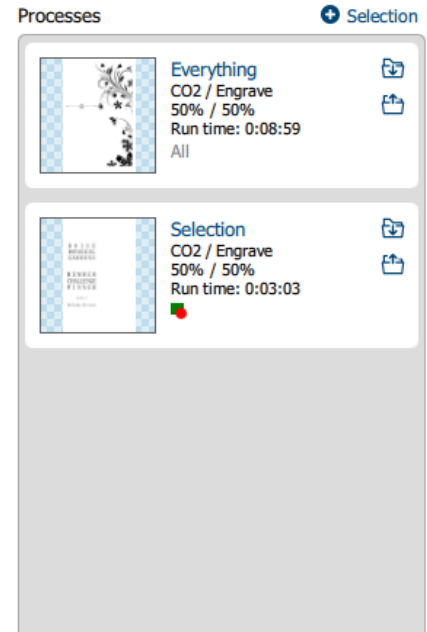 Processes
Selection
Everything
CO2 / Engrave
50% / 50%
Run time: 0:08:59
All
Selection
CO2 / Engrave
50% / 50%
Run time: 0:03:03